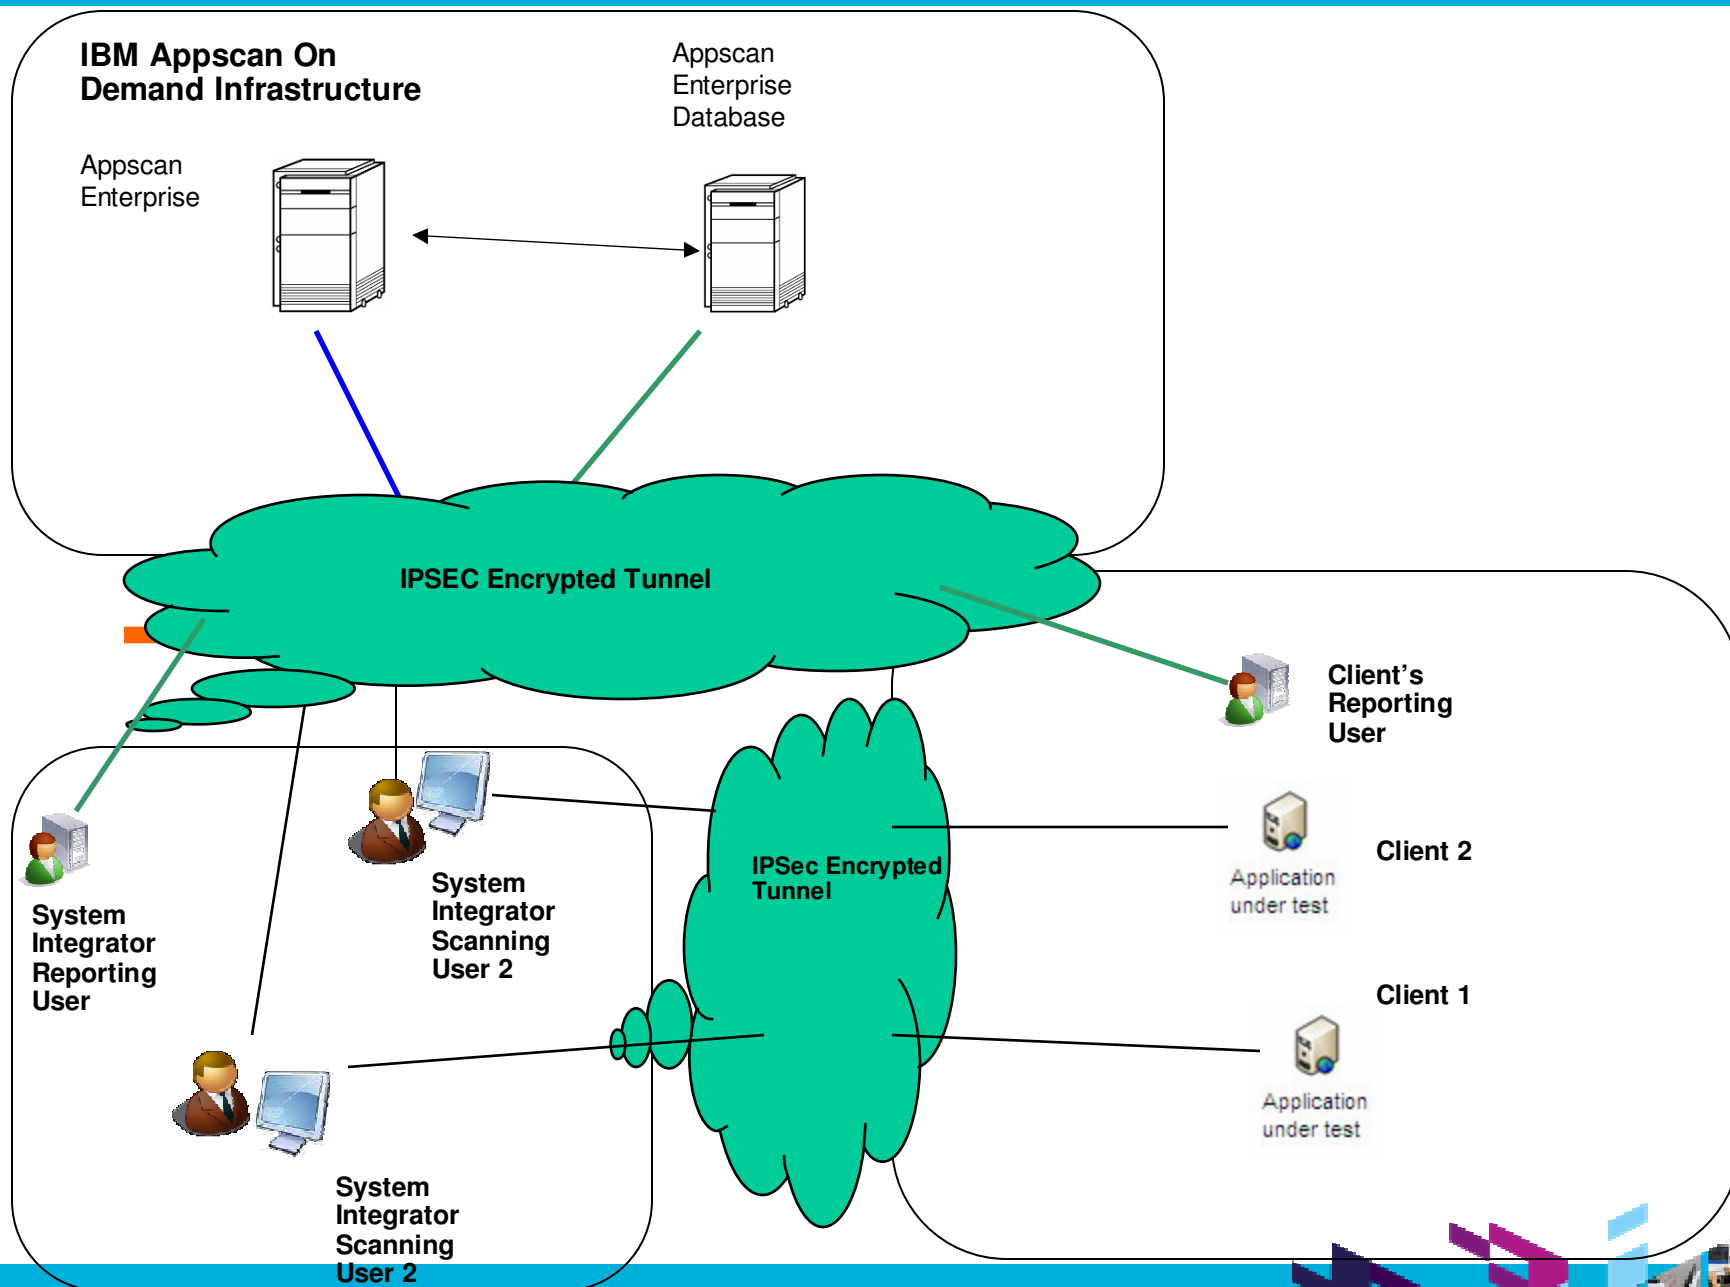 IBM Appscan On
Demand Infrastructure
Appscan
Enterprise
Database
Appscan
Enterprise
IPSEC Encrypted Tunnel
Client's
Reporting
User
Client 2
Application
under test
IPSec Encrypted
Tunnel
System
Integrator
Scanning
User 2
System
Integrator
Reporting
User
Client 1
Application
under test
System
Integrator
Scanning
User 2